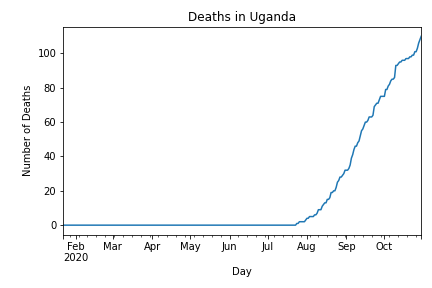 Deaths in Uganda
Number of Deaths
100
80
60
40
20
0
Feb Mar Apr May Jun Jul Aug Sep Oct
2020
Day